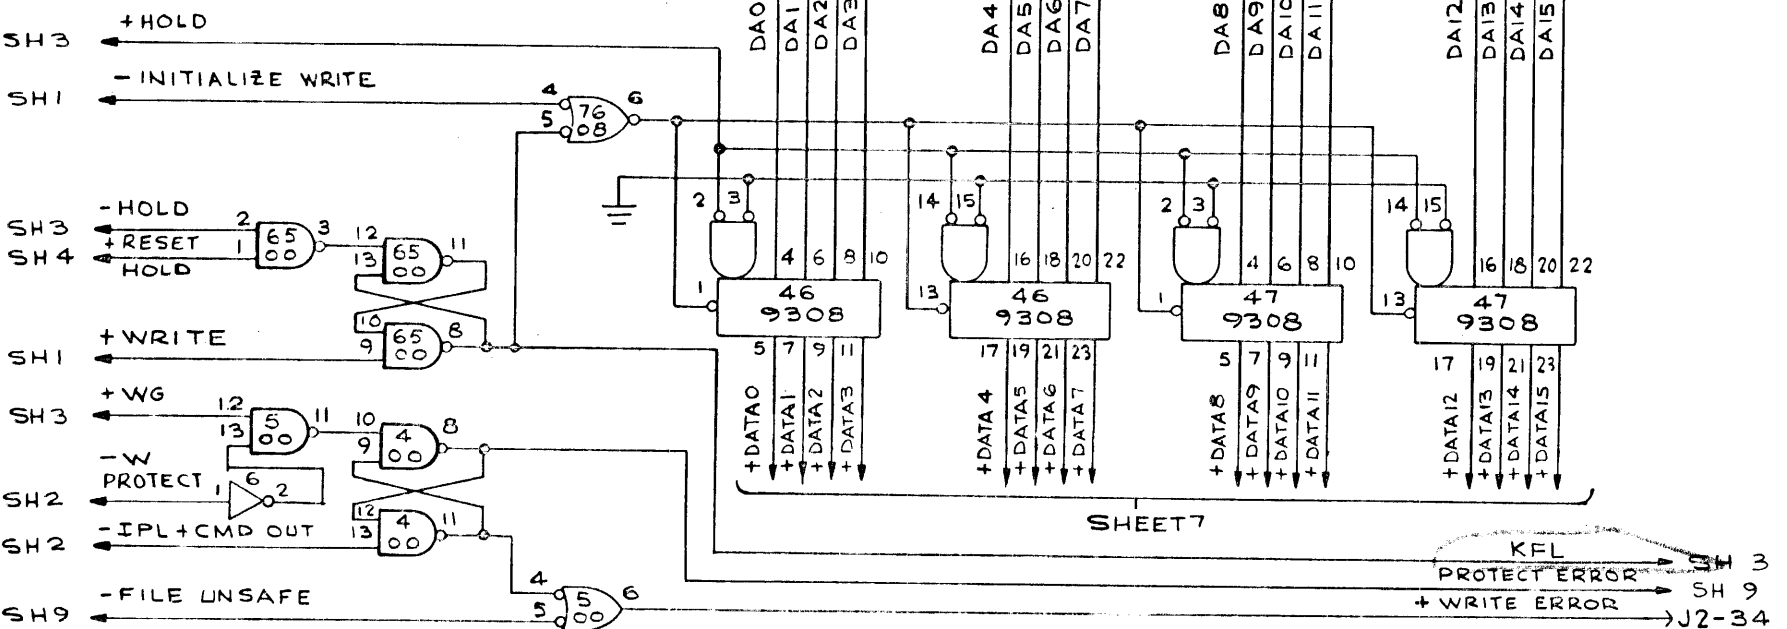 +HOLD
SH3
DA0
DA1
DA2
DA3
DA4
DA5
DA6
DA7
DA8
DA9
DA10
DA11
DA12
DA13
DA14
DA15
-INITIALIZE WRITE
SH1
4
5
76
08
6
-HOLD
SH3
+RESET
SH4
HOLD
2
1
65
00
3
12
13
65
00
11
10
9
65
00
8
+WRITE
SH1
2 3
14 15
2 3
14 15
4 6 8 10
16 18 20 22
4 6 8 10
16 18 20 22
1
46
9308
13
46
9308
1
47
9308
13
47
9308
5 7 9 11
17 19 21 23
5 7 9 11
17 19 21 23
+DATA0
+DATA1
+DATA2
+DATA3
+DATA4
+DATA5
+DATA6
+DATA7
+DATA8
+DATA9
+DATA10
+DATA11
+DATA12
+DATA13
+DATA14
+DATA15
SHEET7
+WG
SH3
12
13
5
00
11
10
9
4
00
8
-W
PROTECT
SH2
1
6
2
-IPL+CMD OUT
SH2
12
13
4
00
11
-FILE UNSAFE
SH9
4
5
5
00
6
KFL
SH 3
PROTECT ERROR
SH 9
+WRITE ERROR
J2-34